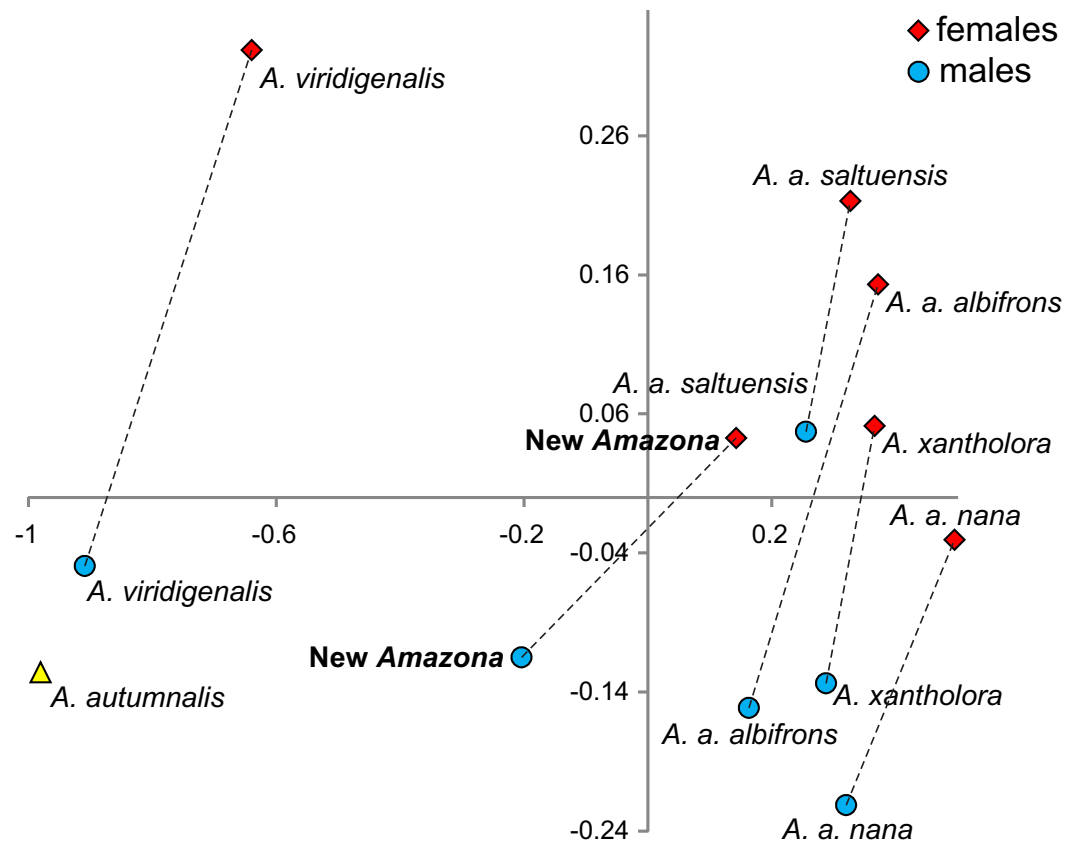 females
males
A. viridigenalis
0.26
A. a. saltuensis
0.16
A. a. albifrons
A. a. saltuensis
0.06
New Amazona
A. xantholora
A. a. nana
-1
-0.6
-0.2
0.2
-0.04
A. viridigenalis
New Amazona
A. autumnalis
-0.14
A. xantholora
A. a. albifrons
-0.24
A. a. nana